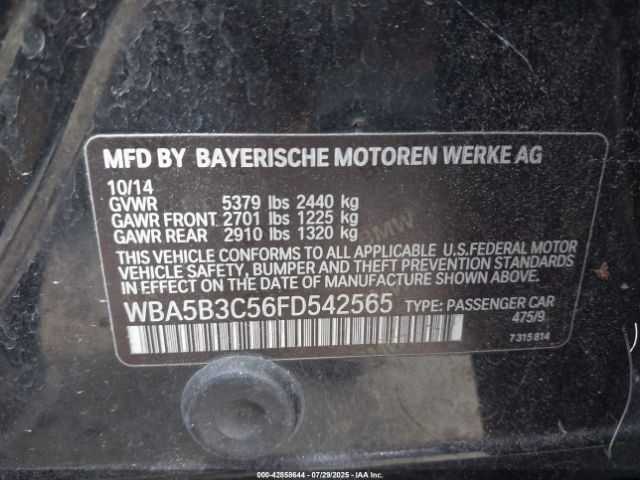 MFD BY BAYERISCHE MOTOREN WERKE AG
10/14
GVWR 5379 lbs 2440 kg
GAWR FRONT 2701 lbs 1225 kg
GAWR REAR 2910 lbs 1320 kg
THIS VEHICLE CONFORMS TO ALL APPLICABLE U.S.FEDERAL MOTOR
VEHICLE SAFETY, BUMPER AND THEFT PREVENTION STANDARDS
IN EFFECT ON THE DATE OF MANUFACTURE SHOWN ABOVE.
WBA5B3C56FD542565 TYPE: PASSENGER CAR
475/9
7 315 814
000-42858644 07/29/2025 - IAA Inc.